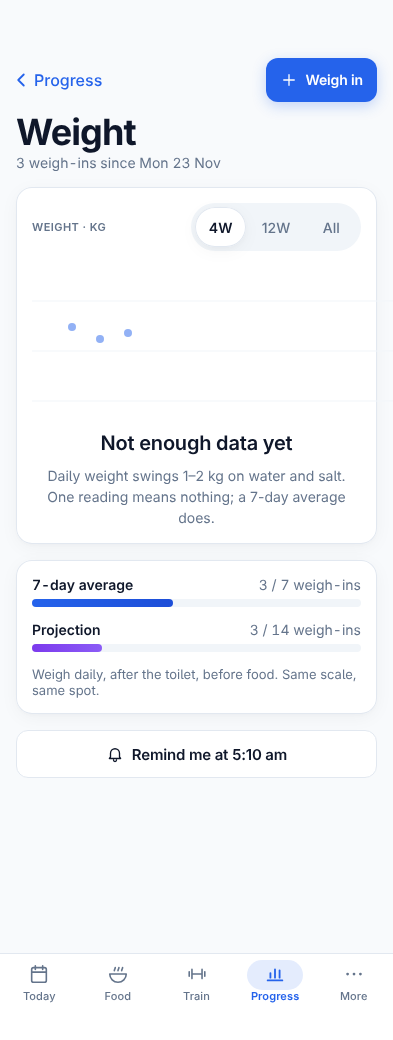 Progress
Weigh in
Weight
3 weigh-ins since Mon 23 Nov
WEIGHT · KG
4W
12W
All
Not enough data yet
Daily weight swings 1–2 kg on water and salt.
One reading means nothing; a 7-day average
does.
7-day average
3 / 7 weigh-ins
Projection
3 / 14 weigh-ins
Weigh daily, after the toilet, before food. Same scale,
same spot.
Remind me at 5:10 am
Today
Food
Train
Progress
More